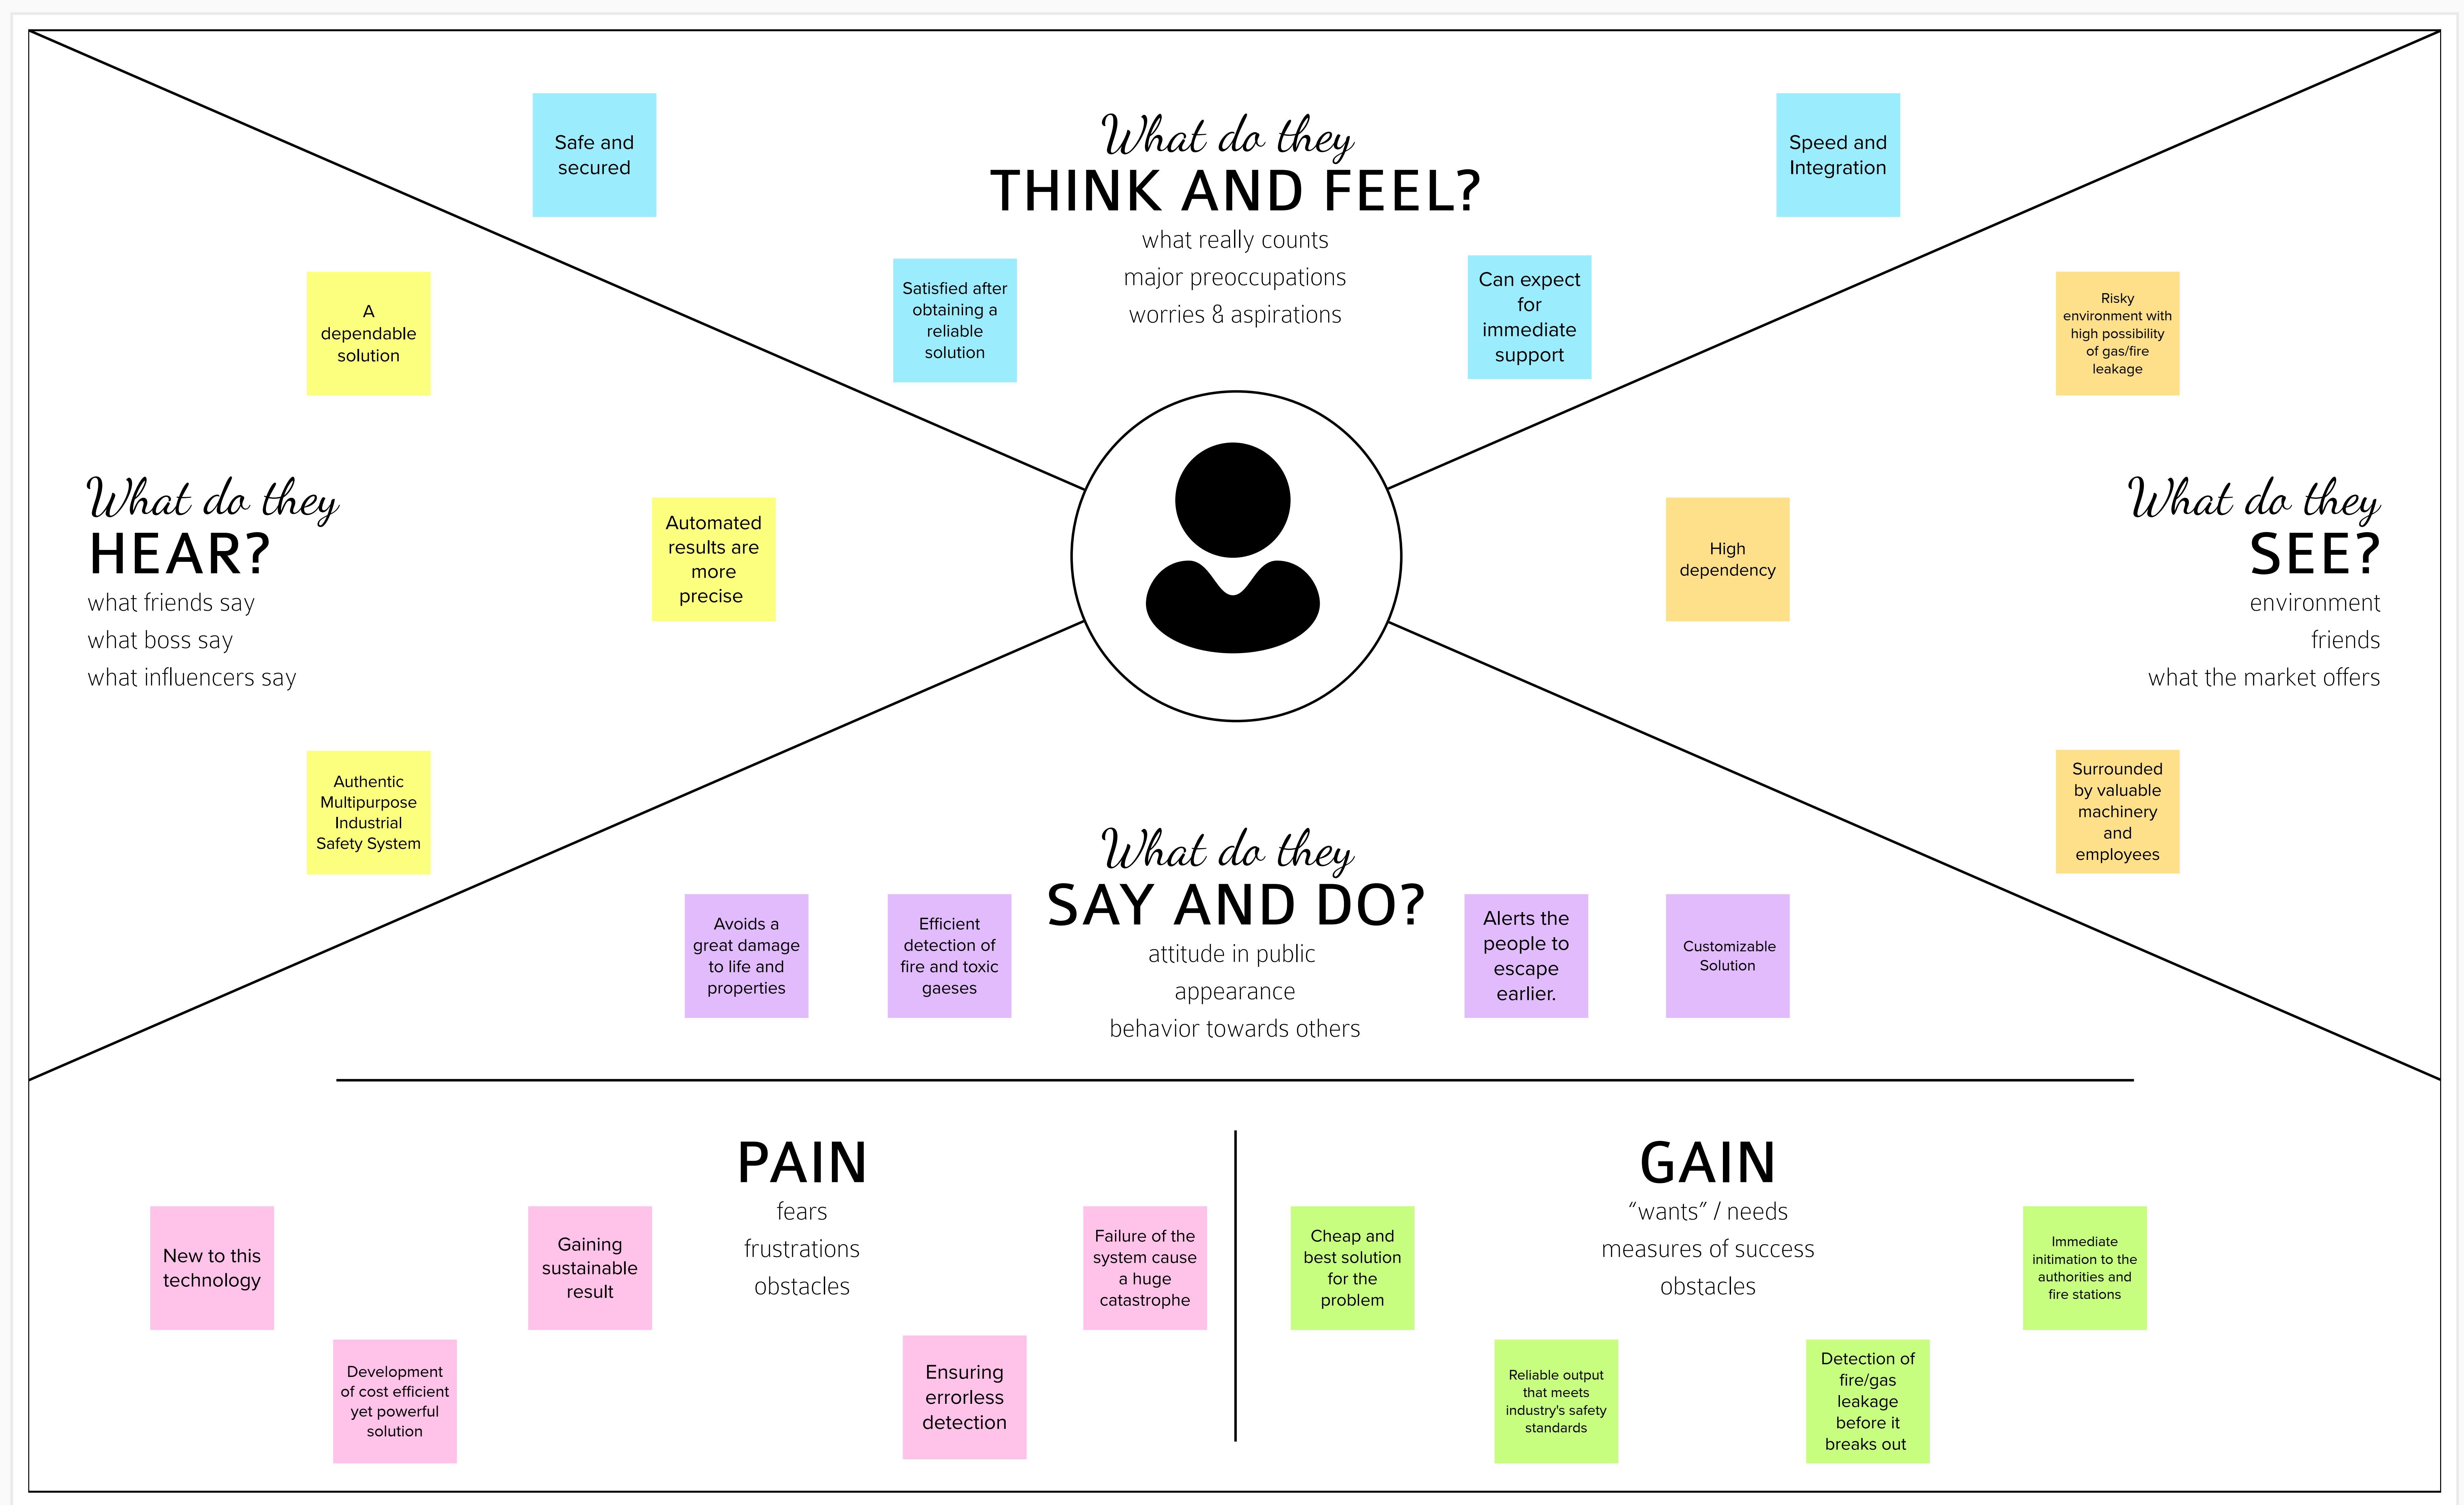 Safe and
secured
What do they
THINK AND FEEL?
what really counts
major preoccupations
worries & aspirations
Speed and
Integration
Satisfied after
obtaining a
reliable
solution
Can expect
for
immediate
support
A
dependable
solution
Risky
environment with
high possibility
of gas/fire
leakage
What do they
HEAR?
what friends say
what boss say
what influencers say
Automated
results are
more
precise
High
dependency
What do they
SEE?
environment
friends
what the market offers
Authentic
Multipurpose
Industrial
Safety System
Surrounded
by valuable
machinery
and
employees
What do they
SAY AND DO?
attitude in public
appearance
behavior towards others
Avoids a
great damage
to life and
properties
Efficient
detection of
fire and toxic
gaeses
Alerts the
people to
escape
earlier.
Customizable
Solution
PAIN
fears
frustrations
obstacles
New to this
technology
Gaining
sustainable
result
Failure of the
system cause
a huge
catastrophe
Development
of cost efficient
yet powerful
solution
Ensuring
errorless
detection
GAIN
“wants” / needs
measures of success
obstacles
Cheap and
best solution
for the
problem
Immediate
initimation to the
authorities and
fire stations
Reliable output
that meets
industry's safety
standards
Detection of
fire/gas
leakage
before it
breaks out